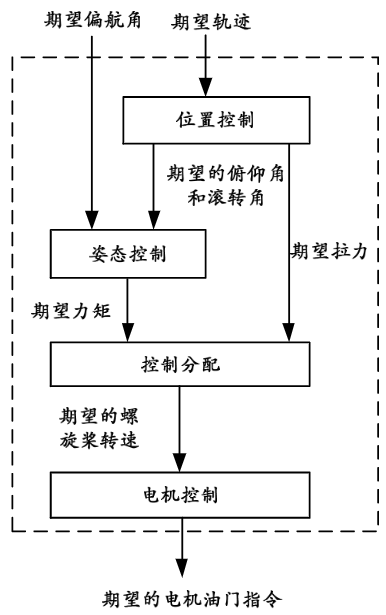 期望偏航角
期望轨迹
位置控制
期望的俯仰角
和滚转角
姿态控制
期望拉力
期望力矩
控制分配
期望的螺
旋桨转速
电机控制
期望的电机油门指令